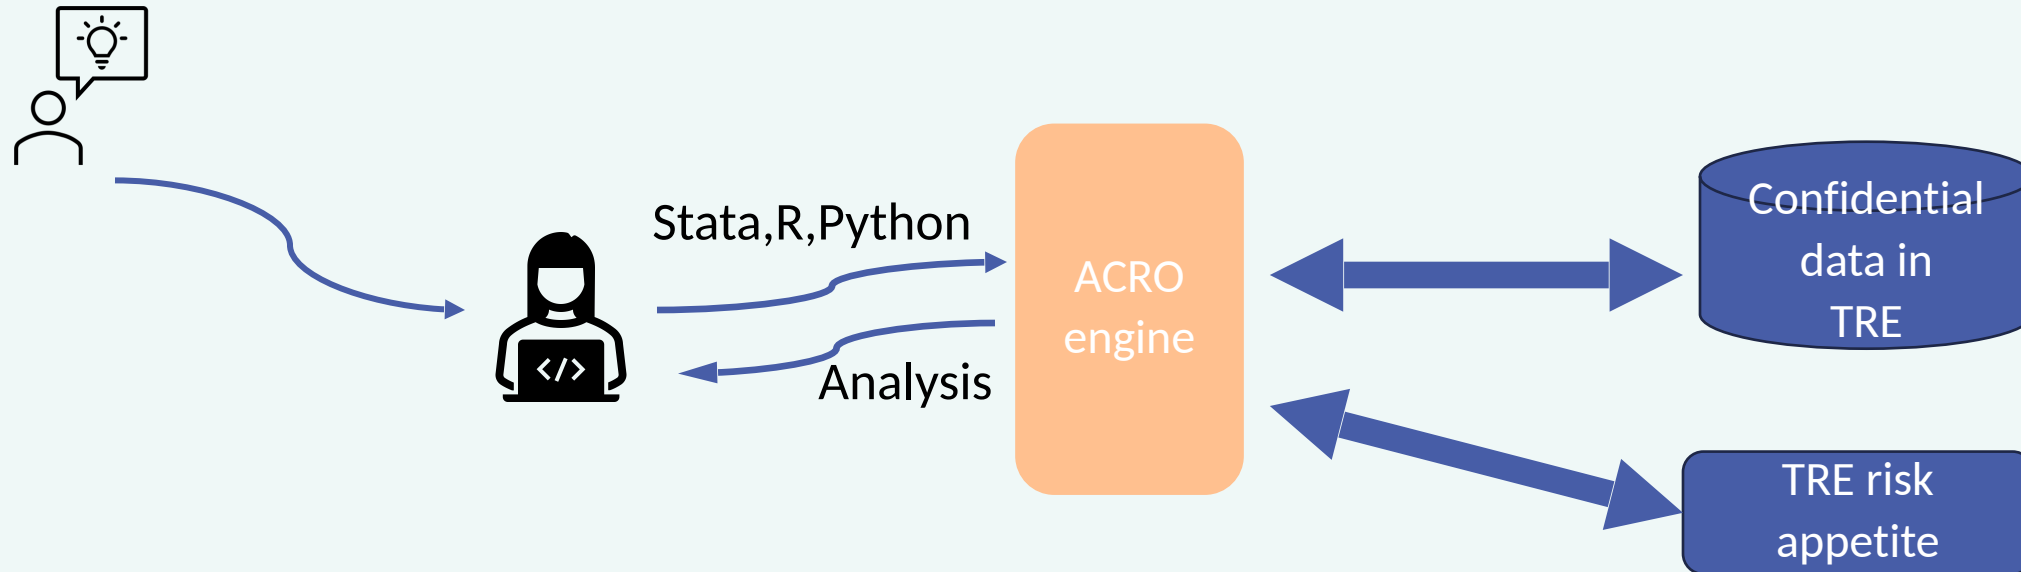 Stata,R,Python
Analysis
</>
ACRO
engine
Confidential
data in
TRE
TRE risk
appetite